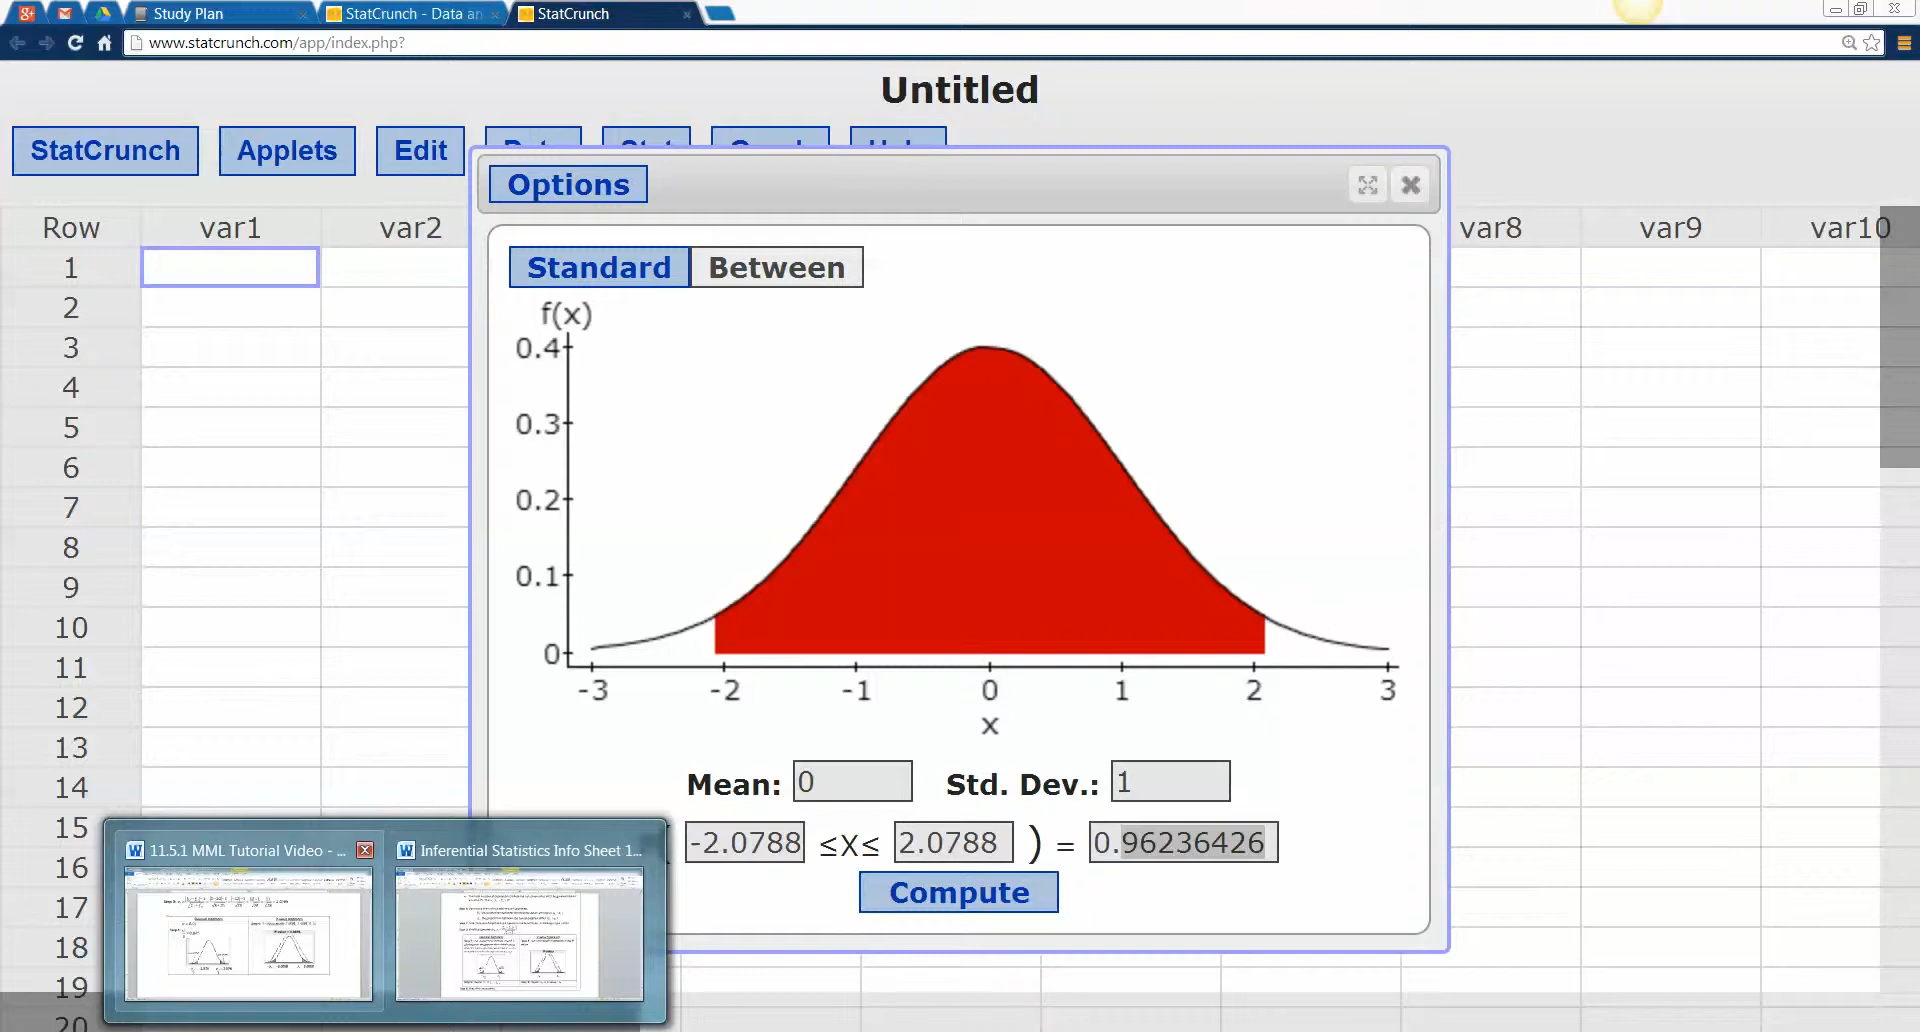 Study Plan
StatCrunch - Data an
StatCrunch
www.statcrunch.com/app/index.php?
Untitled
StatCrunch Applets Edit
Options
Row var1 var2 var8 var9 var10
Standard Between
f(x)
0.4
0.3
0.2
0.1
0
-3 -2 -1 0 1 2 3
x
Mean: 0 Std. Dev.: 1
-2.0788 ≤X≤ 2.0788 ) = 0.96236426
Compute
1
2
3
4
5
6
7
8
9
10
11
12
13
14
15
16
17
18
19
20
11.5.1 MML Tutorial Video - ...
Inferential Statistics Info Sheet 1...